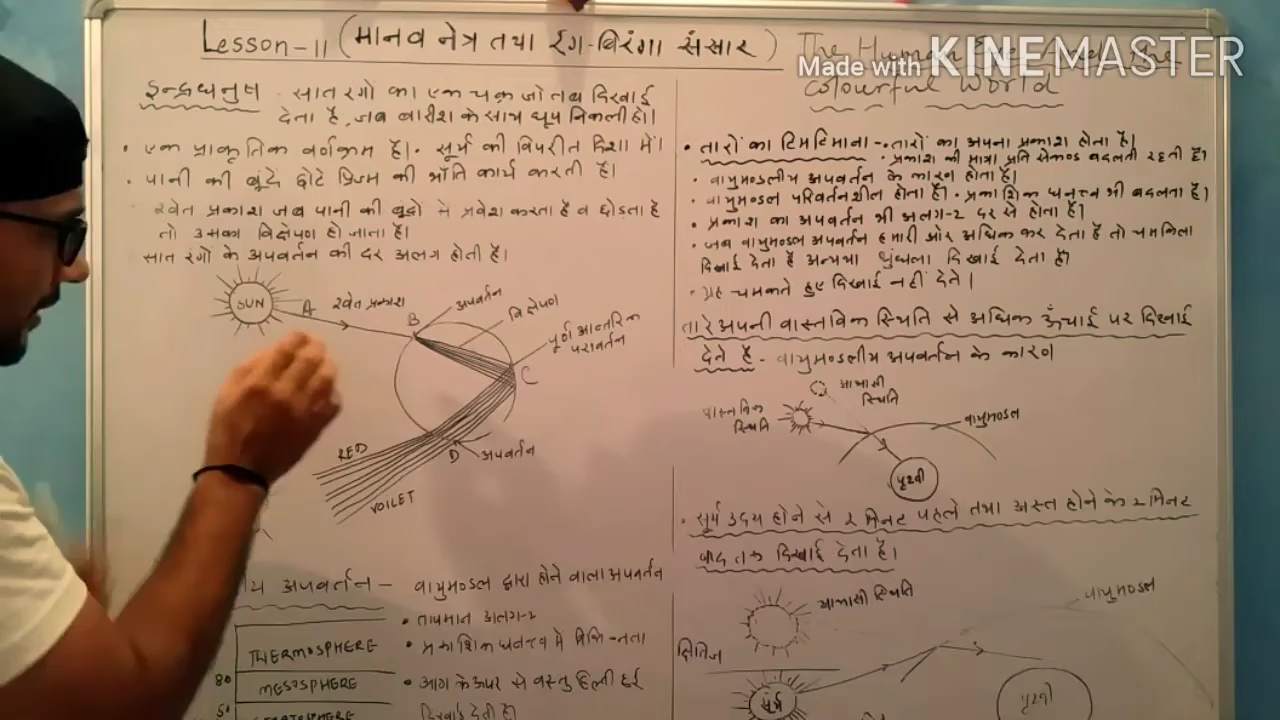 Lesson-11 (मानव नेत्र तथा रंग-बिरंगा संसार) The Human
Made with KINEMASTER
colourful World
इन्द्रधनुष - सात रंगो का एक चक्र जो तब दिखाई
देता है, जब बारीश के साथ धूप निकली हो।
• एक प्राकृतिक वर्णक्रम है। • सूर्य की विपरीत दिशा में।
• पानी की बूंदे छोटे प्रिज्म की भाँति कार्य करती है।
श्वेत प्रकाश जब पानी की बूदों मे प्रवेश करता है व छोडता है
तो उसका विक्षेपण हो जाता है।
सात रंगों के अपवर्तन की दर अलग होती है।
SUN
A
श्वेत प्रकाश
B
अपवर्तन
विक्षेपण
पूर्ण आन्तरिक
परावर्तन
C
RED
D
अपवर्तन
VOILET
अपवर्तन — वायुमण्डल द्वारा होने वाला अपवर्तन
• तापमान अलग-2
THERMOSPHERE
• प्रकाशिक घनत्व में
80
MESOSPHERE
• आग के ऊपर से वस्तु हिलती हुई
50
दिखाई देती है।
• तारों का टिमटिमाना - • तारों का अपना प्रकाश होता है।
• प्रकाश की मात्रा प्रति सेकण्ड बदलती रहती है।
• वायुमण्डलीय अपवर्तन के कारण होता है।
• वायुमण्डल परिवर्तनशील होता है। • प्रकाशिक घनत्व भी बदलता है।
• प्रकाश का अपवर्तन भी अलग-2 दर से होता है।
• जब वायुमण्डल अपवर्तन हमारी ओर अधिक कर देता है तो चमकिला
दिखाई देता है अन्यथा धुंधला दिखाई देता है।
• ग्रह चमकते हुए दिखाई नहीं देते।
तारे अपनी वास्तविक स्थिति से अधिक ऊँचाई पर दिखाई
देते है - वायुमण्डलीय अपवर्तन के कारण
आभासी
स्थिति
वास्तविक
स्थिति
वायुमण्डल
पृथ्वी
• सूर्य उदय होने से 2 मिनट पहले तथा अस्त होने के 2 मिनट
बाद तक दिखाई देता है।
आभासी स्थिति
वायुमण्डल
क्षितिज
सूर्य
पृथ्वी